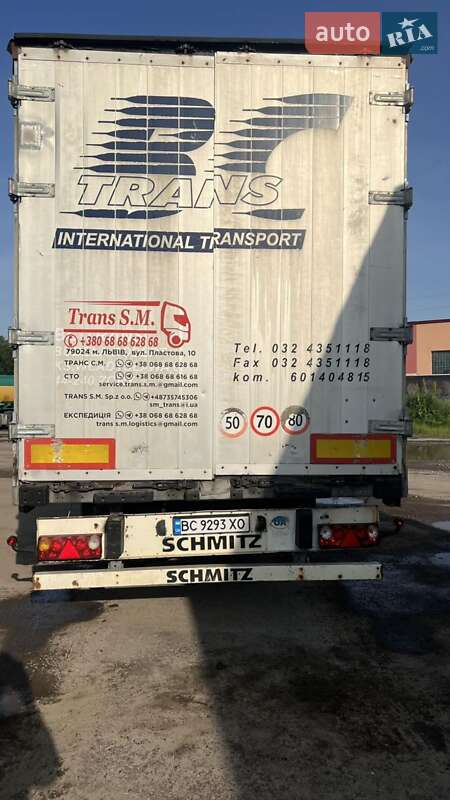 auto RIA
.com
BC
TRANS
INTERNATIONAL TRANSPORT
Trans S.M.
+380 68 68 628 68
79024 м. ЛЬВІВ, вул. Пластова, 10
ТРАНС С.М. +38 068 68 628 68
СТО +38 068 68 616 68
service.trans.s.m@gmail.com
TRANS S.M. Sp.z o.o. +48735745306
sm_trans@i.ua
ЕКСПЕДИЦІЯ +38 068 68 628 68
trans s.m.logistics@gmail.com
Tel. 032 4351118
Fax 032 4351118
kom. 601404815
50 70 80
BC 9293 XO
UA
SCHMITZ
SCHMITZ